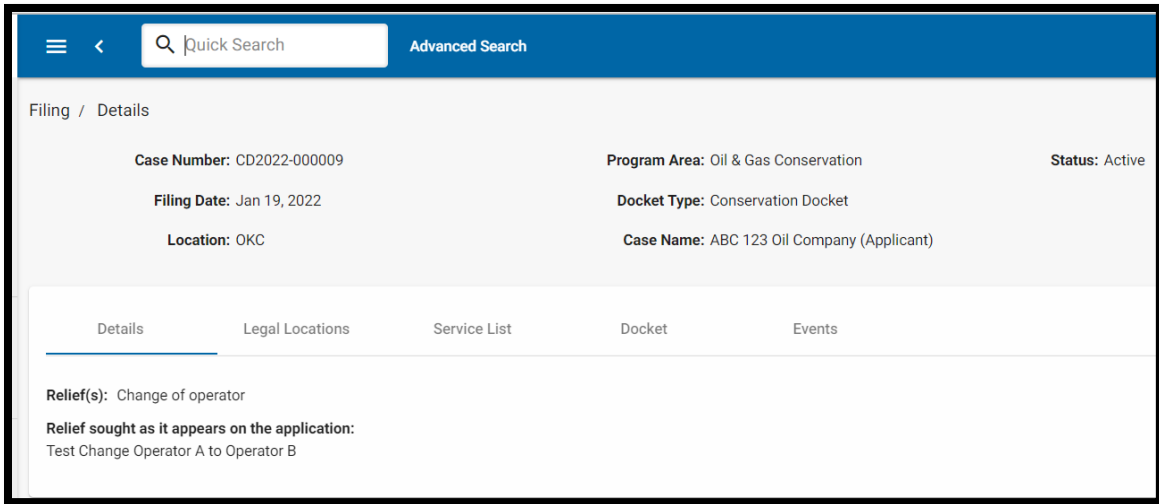 Quick Search
Advanced Search
Filing / Details
Case Number: CD2022-000009
Program Area: Oil & Gas Conservation
Status: Active
Filing Date: Jan 19, 2022
Docket Type: Conservation Docket
Location: OKC
Case Name: ABC 123 Oil Company (Applicant)
Details
Legal Locations
Service List
Docket
Events
Relief(s): Change of operator
Relief sought as it appears on the application:
Test Change Operator A to Operator B